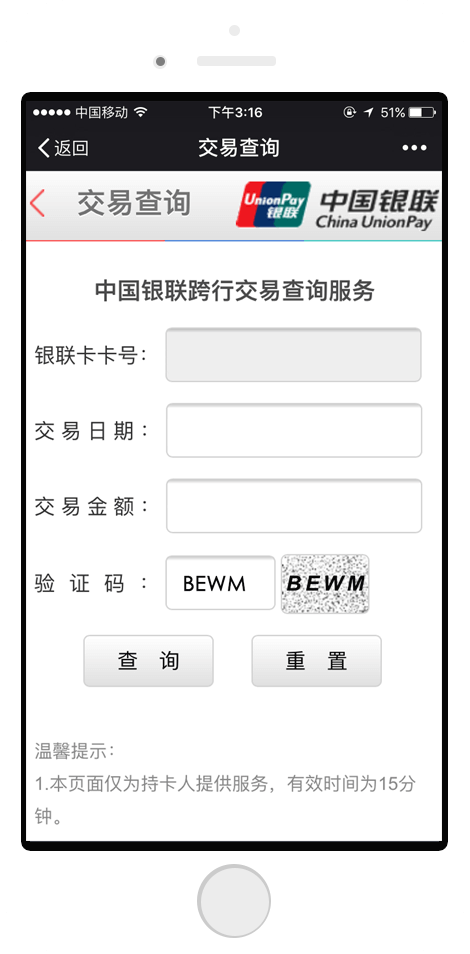 中国移动 下午3:16 51%
返回 交易查询
交易查询 UnionPay 银联 中国银联
China UnionPay
中国银联跨行交易查询服务
银联卡卡号：
交易日期：
交易金额：
验证码： BEWM BEWM
查询 重置
温馨提示：
1.本页面仅为持卡人提供服务，有效时间为15分
钟。